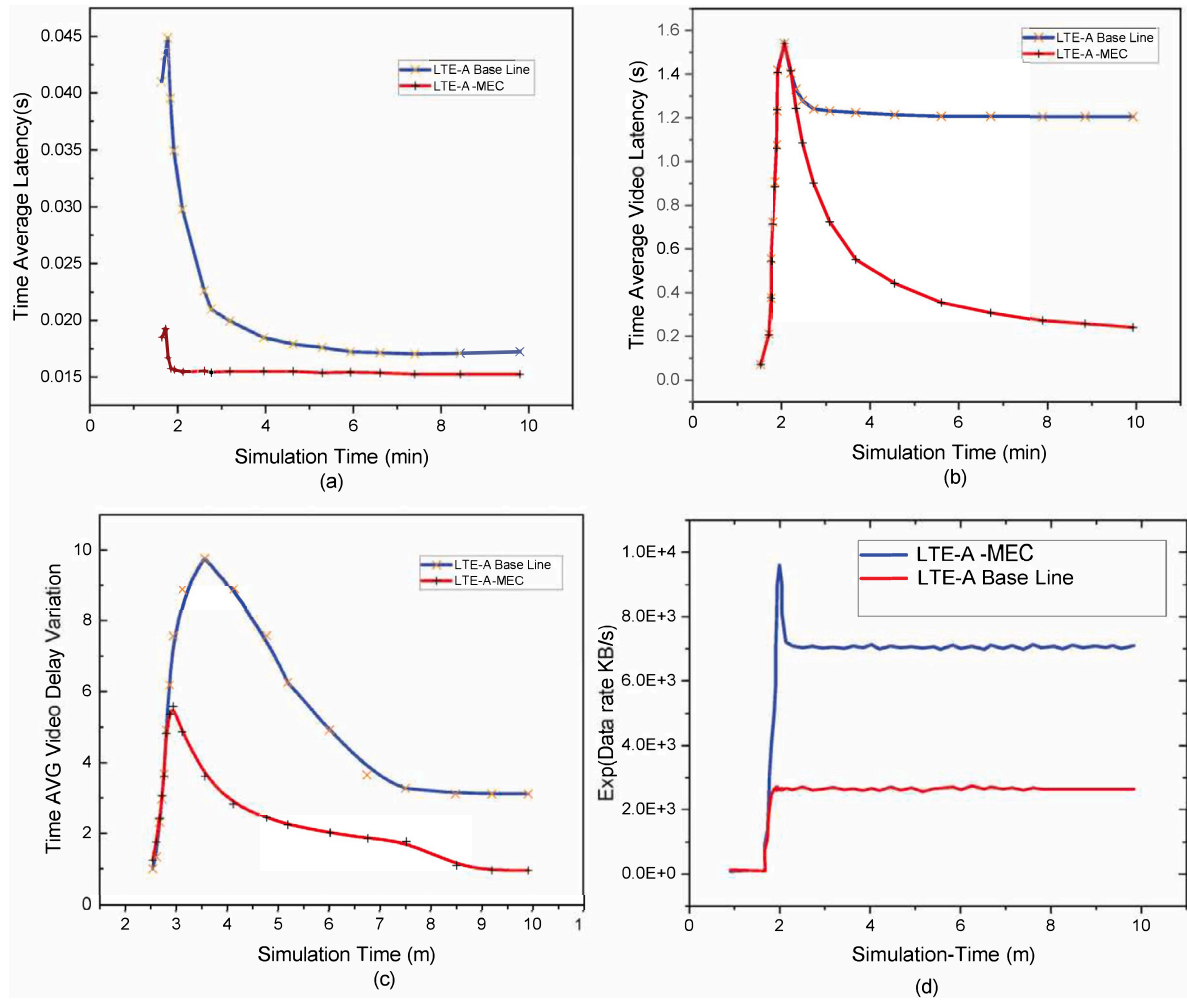 0.045
0.040
0.035
0.030
0.025
0.020
0.015
Time Average Latency(s)
LTE-A Base Line
LTE-A -MEC
0 2 4 6 8 10
Simulation Time (min)
(a)
1.6
1.4
1.2
1.0
0.8
0.6
0.4
0.2
0.0
Time Average Video Latency (s)
LTE-A Base Line
LTE-A -MEC
0 2 4 6 8 10
Simulation Time (min)
(b)
10
8
6
4
2
0
Time AVG Video Delay Variation
LTE-A Base Line
LTE-A-MEC
2 3 4 5 6 7 8 9 10 1
Simulation Time (m)
(c)
1.0E+4
8.0E+3
6.0E+3
4.0E+3
2.0E+3
0.0E+0
Exp(Data rate KB/s)
LTE-A -MEC
LTE-A Base Line
0 2 4 6 8 10
Simulation-Time (m)
(d)